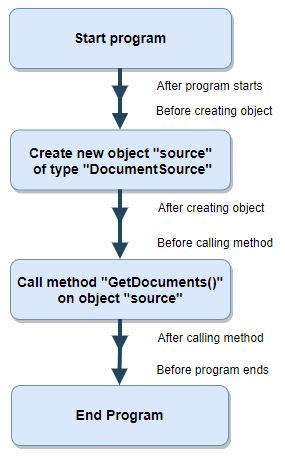 Start program
After program starts
Before creating object
Create new object "source"
of type "DocumentSource"
After creating object
Before calling method
Call method "GetDocuments()"
on object "source"
After calling method
Before program ends
End Program